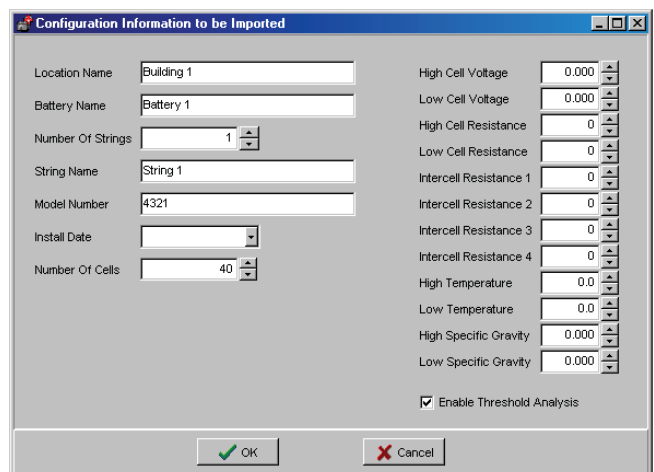 Configuration Information to be Imported
Location Name Building 1
Battery Name Battery 1
Number Of Strings 1
String Name String 1
Model Number 4321
Install Date
Number Of Cells 40
High Cell Voltage 0.000
Low Cell Voltage 0.000
High Cell Resistance 0
Low Cell Resistance 0
Intercell Resistance 1 0
Intercell Resistance 2 0
Intercell Resistance 3 0
Intercell Resistance 4 0
High Temperature 0.0
Low Temperature 0.0
High Specific Gravity 0.000
Low Specific Gravity 0.000
Enable Threshold Analysis
OK
Cancel